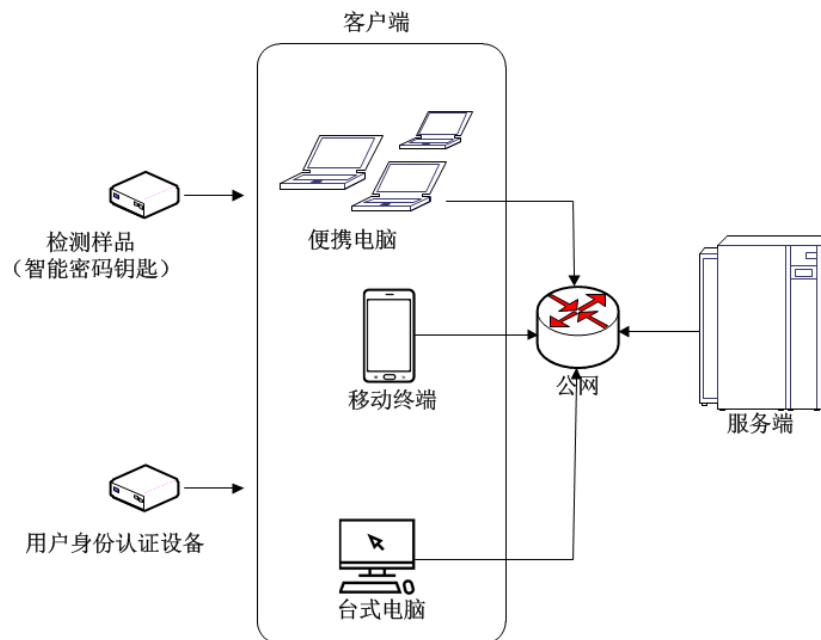 客户端
检测样品
（智能密码钥匙）
便携电脑
移动终端
公网
服务端
用户身份认证设备
台式电脑